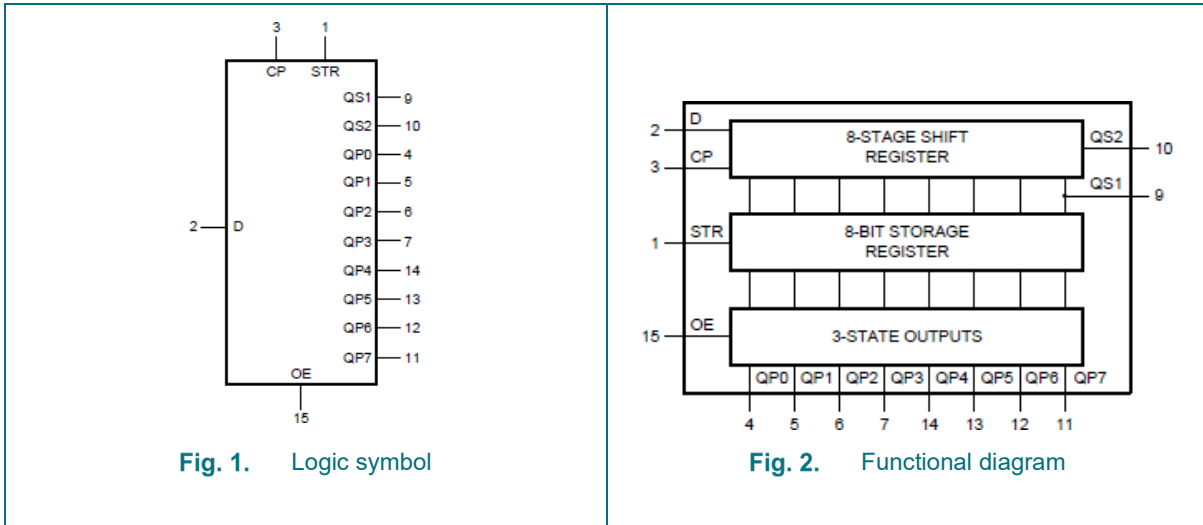 3 1
CP STR
QS1 9
QS2 10
QP0 4
QP1 5
QP2 6
2 D
QP3 7
QP4 14
QP5 13
QP6 12
QP7 11
OE
15
Fig. 1. Logic symbol
D
2
8-STAGE SHIFT
REGISTER
QS2
10
CP
3
QS1
9
STR
1
8-BIT STORAGE
REGISTER
OE
15
3-STATE OUTPUTS
QP0 QP1 QP2 QP3 QP4 QP5 QP6 QP7
4 5 6 7 14 13 12 11
Fig. 2. Functional diagram